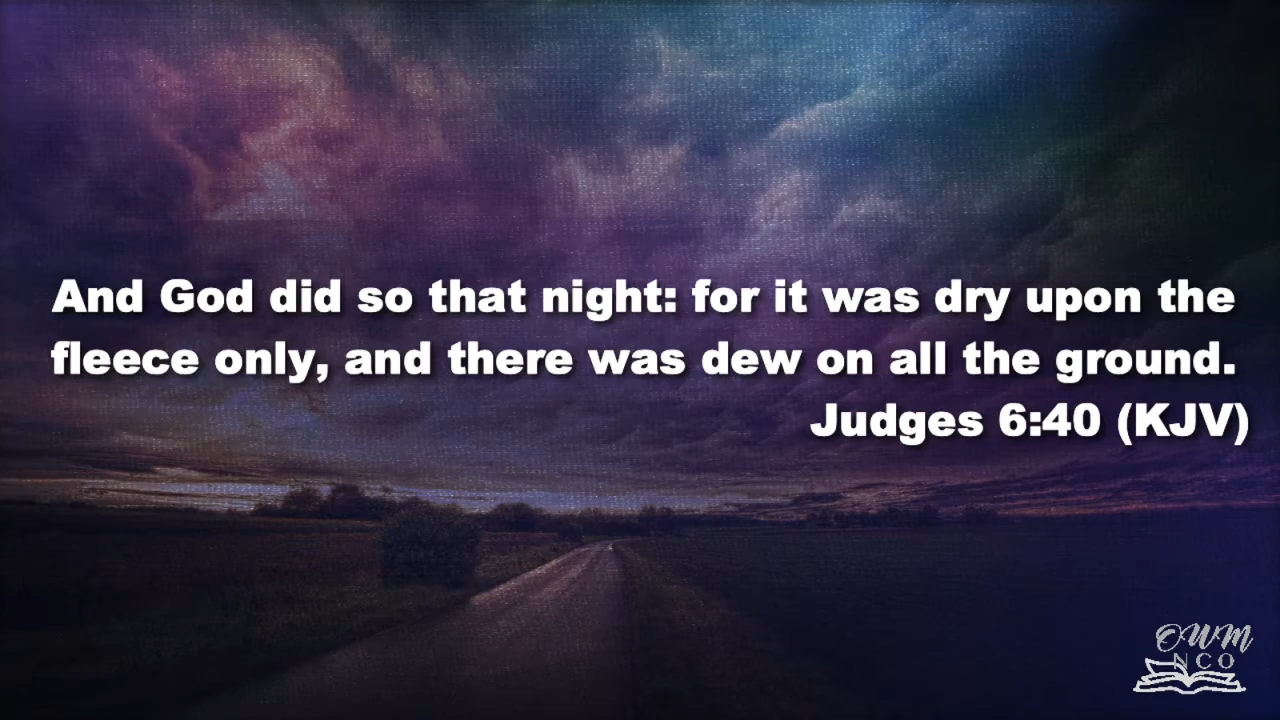 And God did so that night: for it was dry upon the
fleece only, and there was dew on all the ground.
Judges 6:40 (KJV)
OWM
NCO